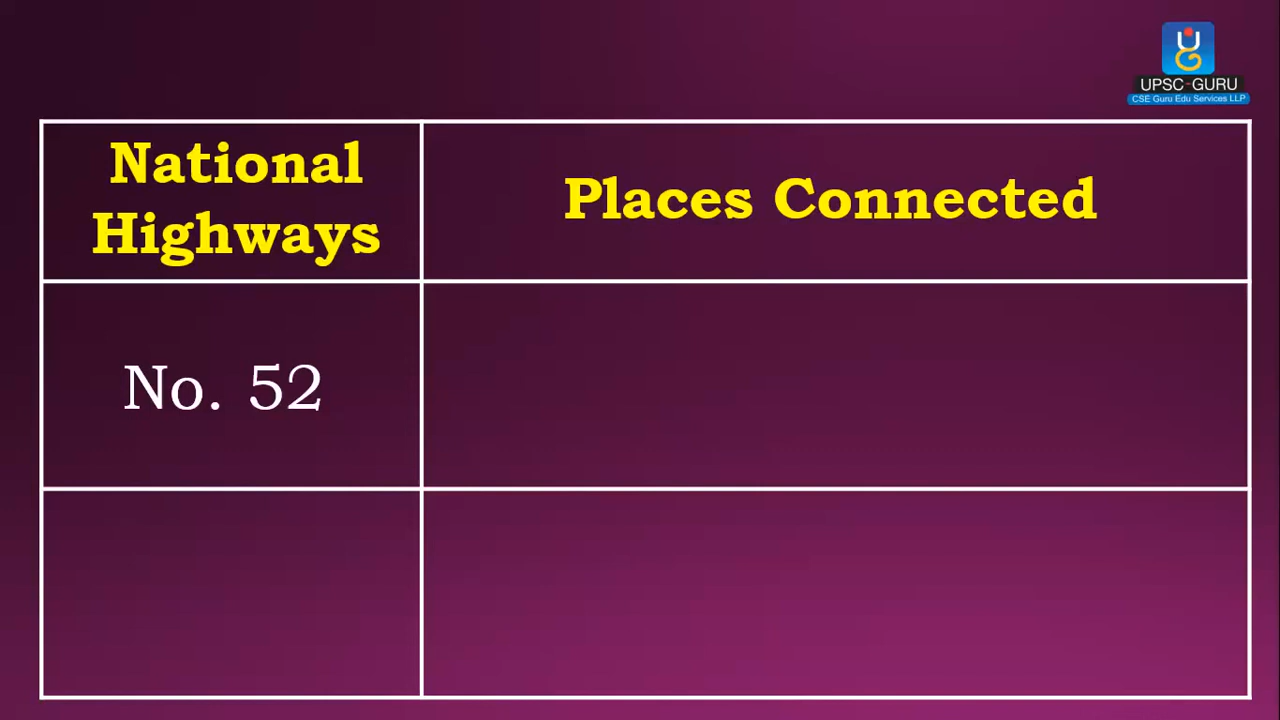 UPSC-GURU
CSE Guru Edu Services LLP
National
Highways
Places Connected
No. 52